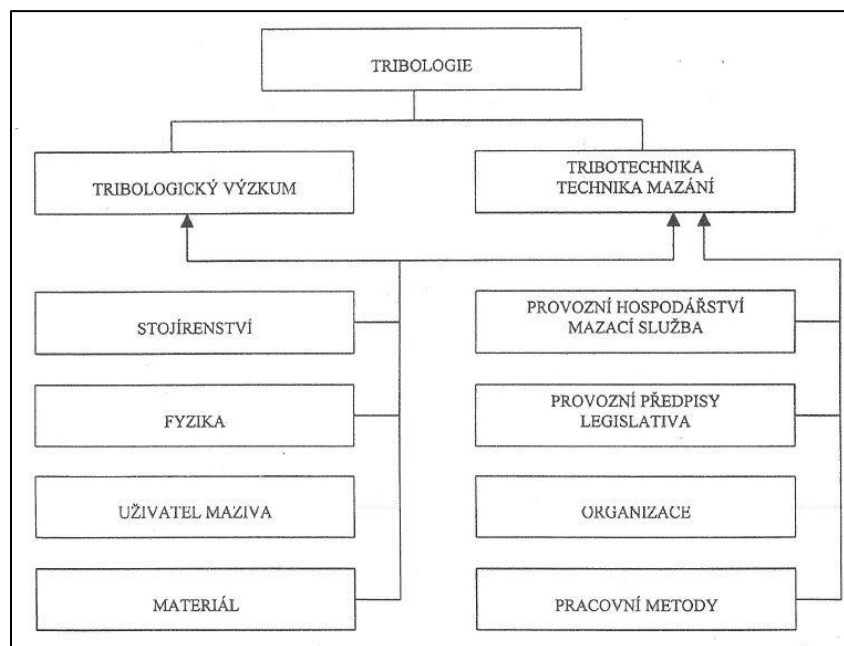 TRIBOLOGIE
TRIBOLOGICKÝ VÝZKUM
TRIBOTECHNIKA
TECHNIKA MAZÁNÍ
STOJÍRENSTVÍ
PROVOZNÍ HOSPODÁŘSTVÍ
MAZACÍ SLUŽBA
FYZIKA
PROVOZNÍ PŘEDPISY
LEGISLATIVA
UŽIVATEL MAZIVA
ORGANIZACE
MATERIÁL
PRACOVNÍ METODY